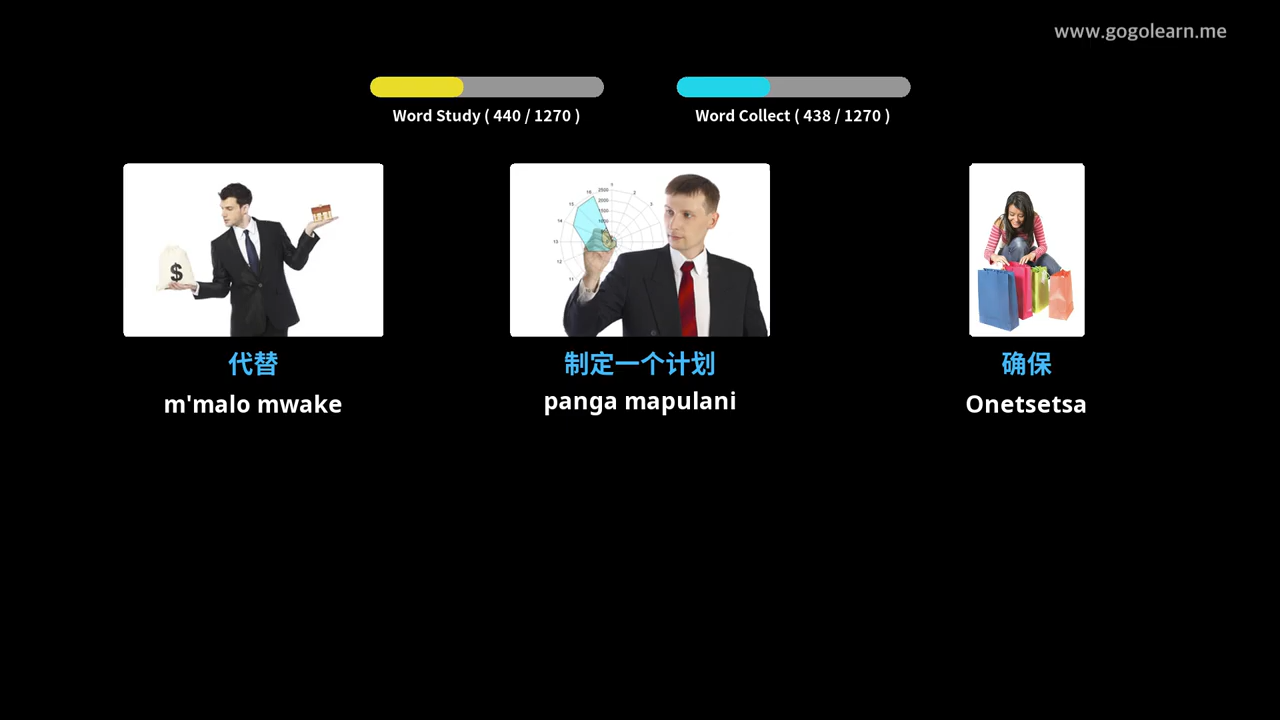 www.gogolearn.me
Word Study ( 440 / 1270 )
Word Collect ( 438 / 1270 )
代替
制定一个计划
确保
m'malo mwake
panga mapulani
Onetsetsa
$